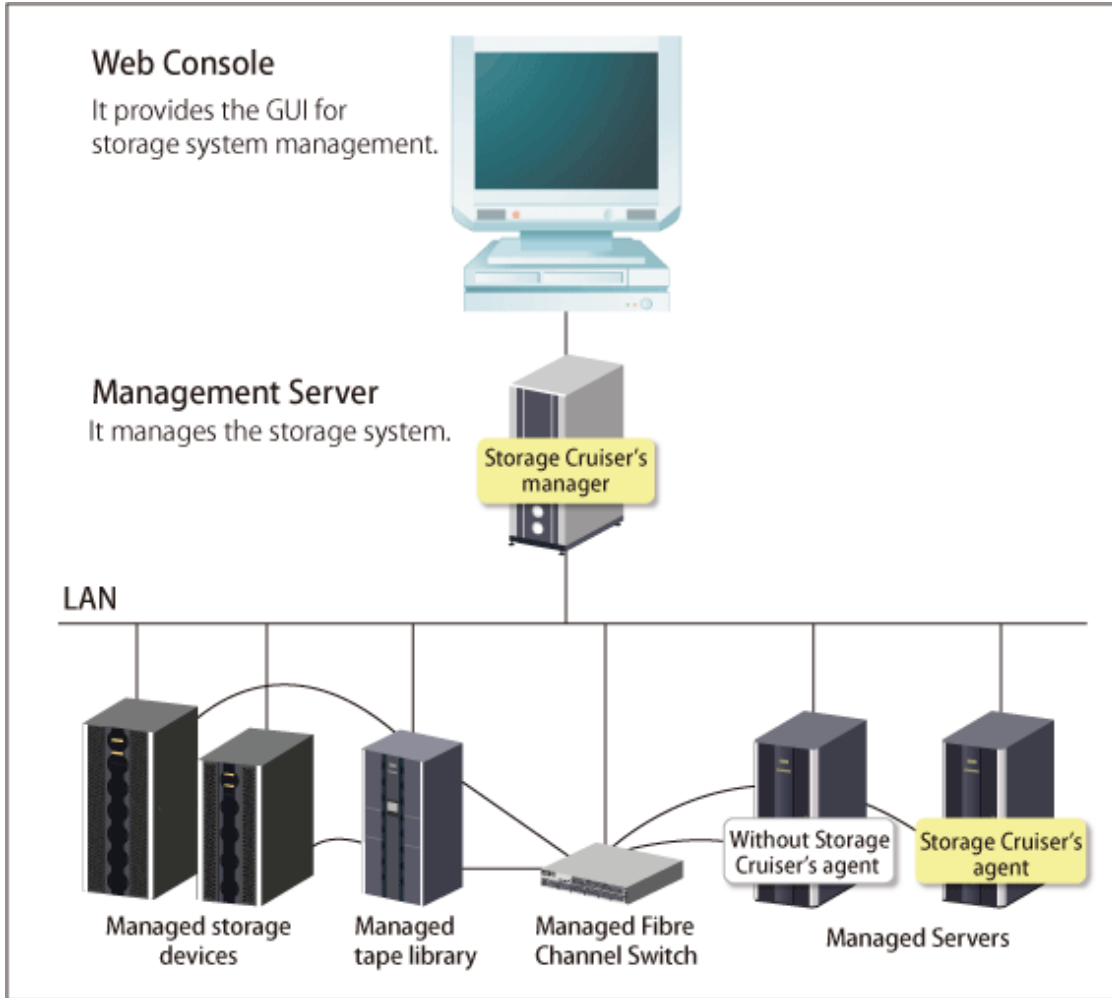 Web Console
It provides the GUI for
storage system management.
Management Server
It manages the storage system.
Storage Cruiser's
manager
LAN
Without Storage
Cruiser's agent
Storage Cruiser's
agent
Managed storage
devices
Managed
tape library
Managed Fibre
Channel Switch
Managed Servers